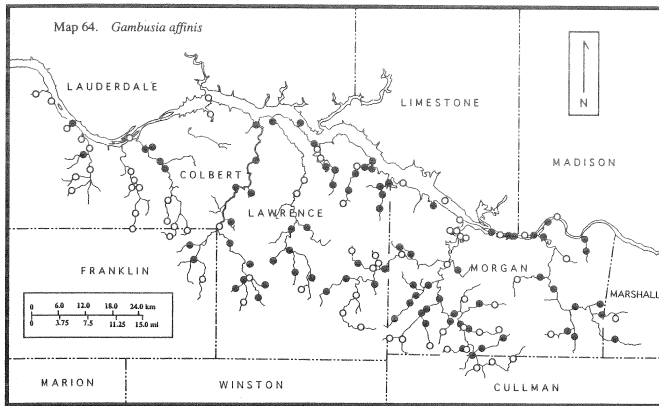 Map 64. Gambusia affinis
LAUDERDALE
LIMESTONE
N
MADISON
COLBERT
LAWRENCE
FRANKLIN
MORGAN
MARSHALL
0 6.0 12.0 18.0 24.0 km
0 3.75 7.5 11.25 15.0 mi
MARION
WINSTON
CULLMAN